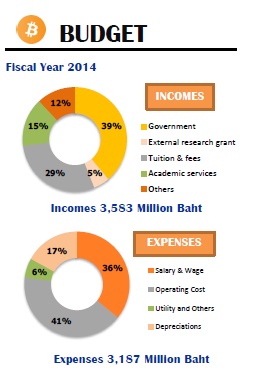 BUDGET
Fiscal Year 2014
INCOMES
12%
15%
39%
29%
5%
Government
External research grant
Tuition & fees
Academic services
Others
Incomes 3,583 Million Baht
EXPENSES
17%
6%
36%
41%
Salary & Wage
Operating Cost
Utility and Others
Depreciations
Expenses 3,187 Million Baht